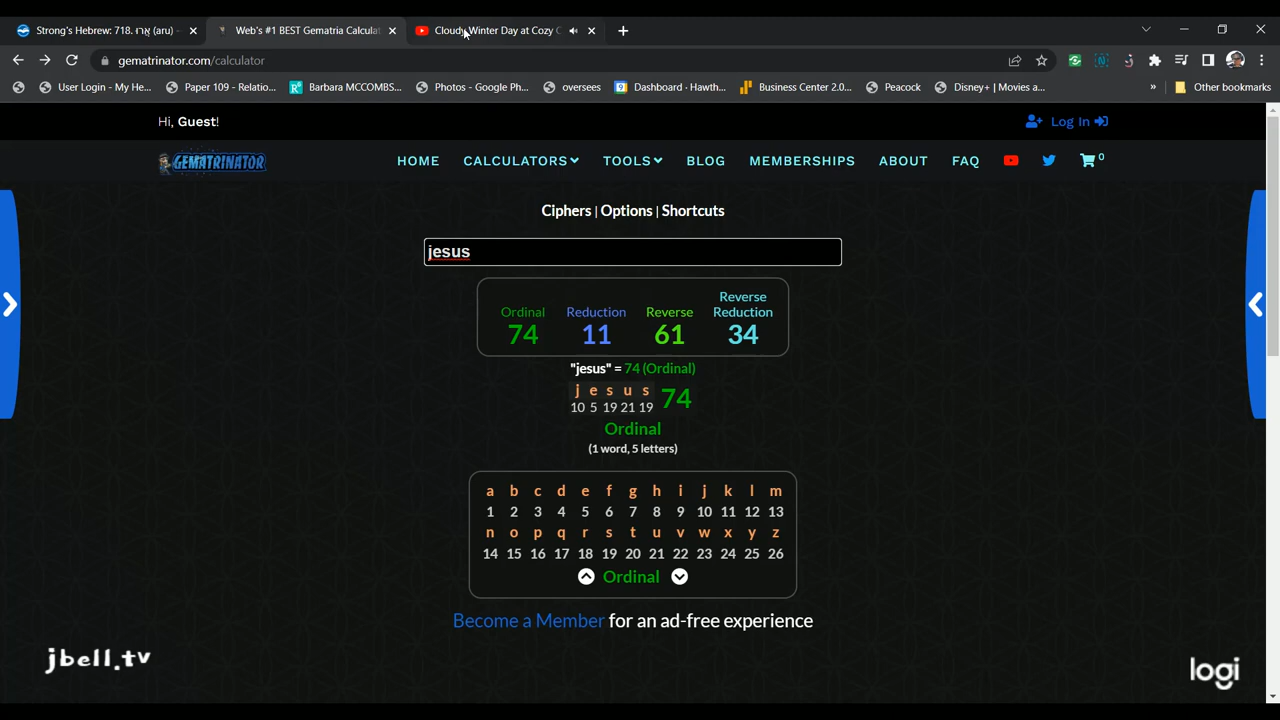 Strong's Hebrew: 718. אֲרוּ (aru) -
Web's #1 BEST Gematria Calculat
Cloudy Winter Day at Cozy C
gematrinator.com/calculator
User Login - My He...
Paper 109 - Relatio...
Barbara MCCOMBS...
Photos - Google Ph...
oversees
Dashboard - Hawth...
Business Center 2.0...
Peacock
Disney+ | Movies a...
»
Other bookmarks
Hi, Guest!
Log In
GEMATRINATOR
HOME
CALCULATORS
TOOLS
BLOG
MEMBERSHIPS
ABOUT
FAQ
0
Ciphers | Options | Shortcuts
jesus
Ordinal Reduction Reverse Reverse Reduction
74 11 61 34
"jesus" = 74 (Ordinal)
j e s u s
10 5 19 21 19 74
Ordinal
(1 word, 5 letters)
a b c d e f g h i j k l m
1 2 3 4 5 6 7 8 9 10 11 12 13
n o p q r s t u v w x y z
14 15 16 17 18 19 20 21 22 23 24 25 26
Ordinal
Become a Member for an ad-free experience
jbell.tv
logi